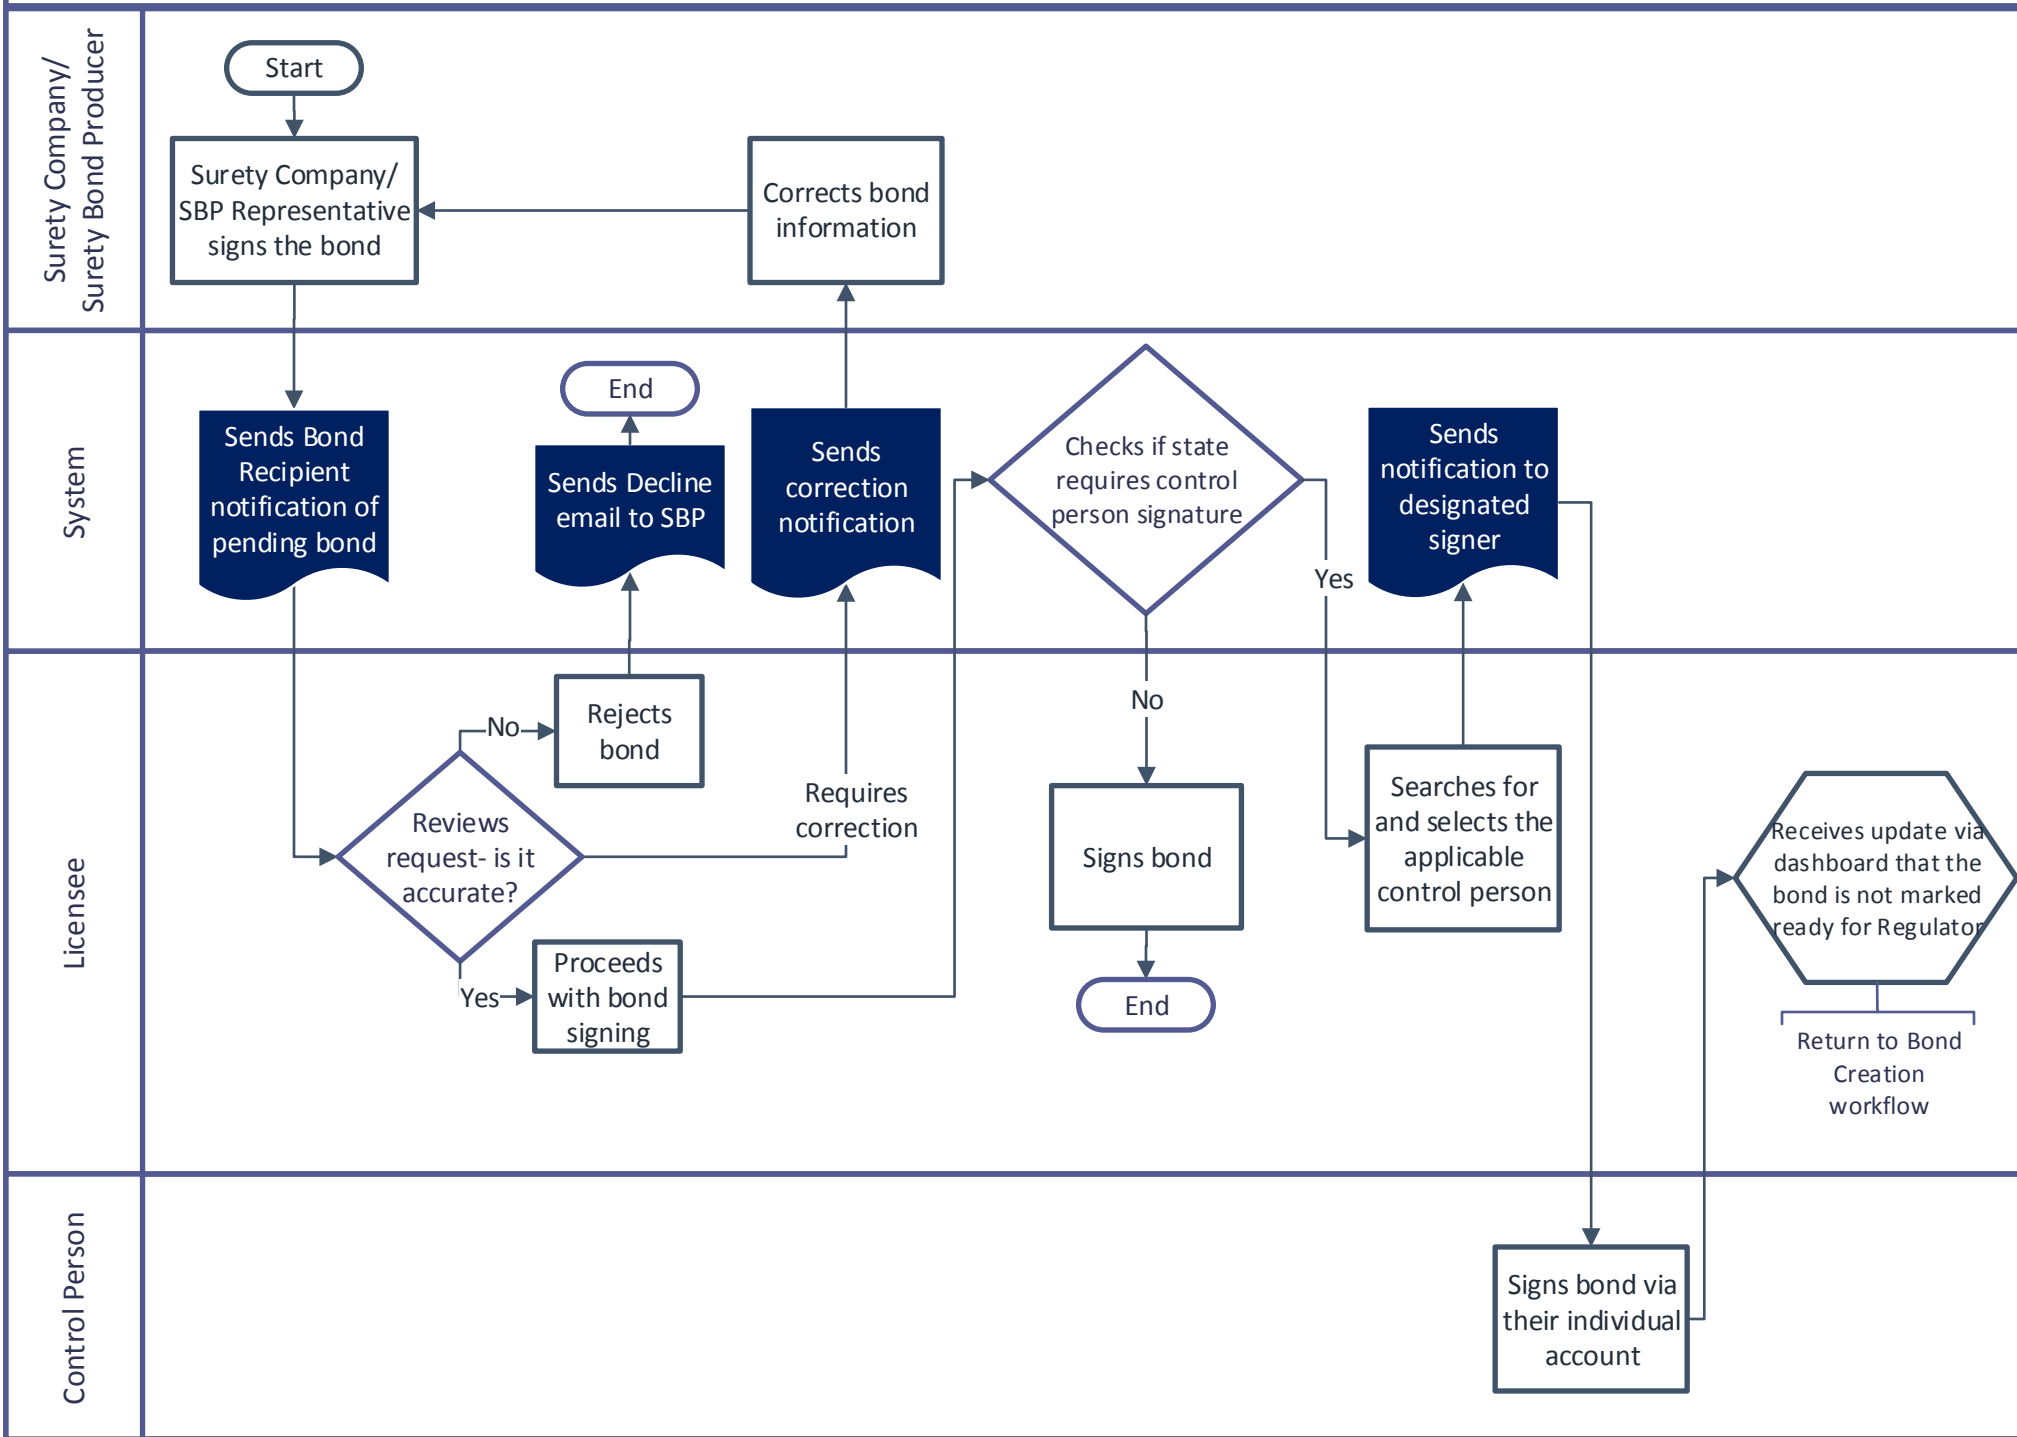 Surety Company/
Surety Bond Producer
Start
Surety Company/
SBP Representative
signs the bond
Corrects bond
information
System
Sends Bond
Recipient
notification of
pending bond
End
Sends Decline
email to SBP
Sends
correction
notification
Checks if state
requires control
person signature
Yes
No
Sends
notification to
designated
signer
Licensee
Reviews
request- is it
accurate?
No
Rejects
bond
Requires
correction
Yes
Proceeds
with bond
signing
Signs bond
End
Searches for
and selects the
applicable
control person
Receives update via
dashboard that the
bond is not marked
ready for Regulator
Return to Bond
Creation
workflow
Control Person
Signs bond via
their individual
account